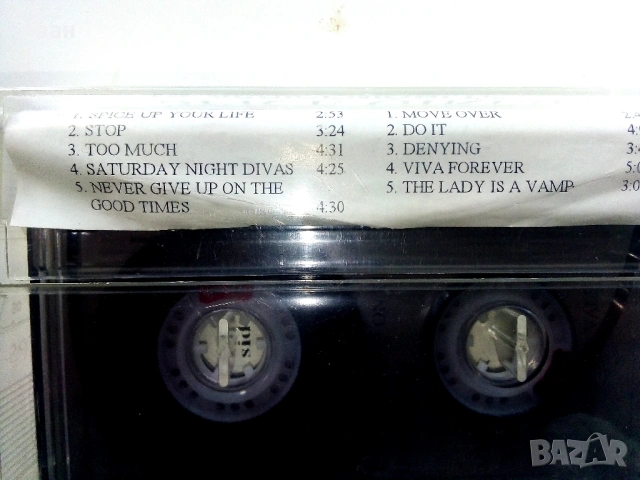 1. SPICE UP YOUR LIFE 2:53
2. STOP 3:24
3. TOO MUCH 4:31
4. SATURDAY NIGHT DIVAS 4:25
5. NEVER GIVE UP ON THE
GOOD TIMES 4:30
1. MOVE OVER
2. DO IT
3. DENYING
4. VIVA FOREVER
5. THE LADY IS A VAMP
sid
BAZAR